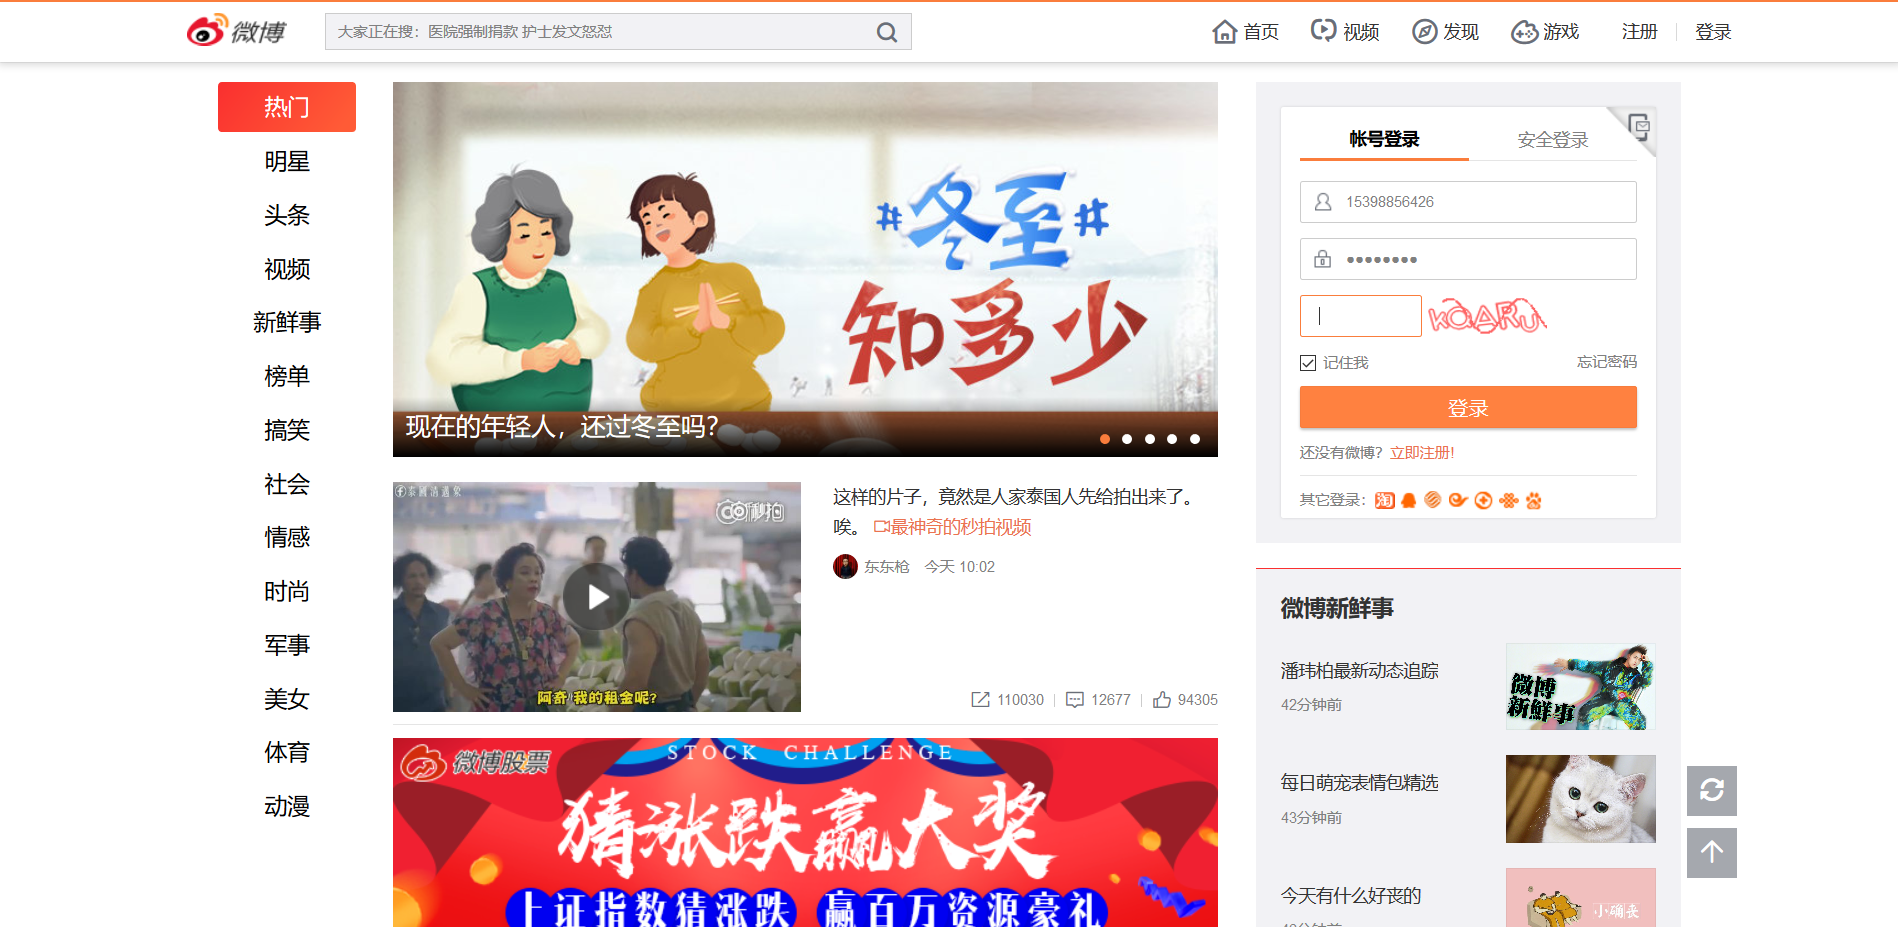 微博
大家正在搜：医院强制捐款 护士发文怒怼
首页
视频
发现
游戏
注册
登录
热门
明星
头条
视频
新鲜事
榜单
搞笑
社会
情感
时尚
军事
美女
体育
动漫
#冬至#
知多少
现在的年轻人，还过冬至吗？
泰國清邁象
秒拍
阿奇 我的租金呢?
这样的片子，竟然是人家泰国人先给拍出来了。
唉。 最神奇的秒拍视频
东东枪 今天 10:02
110030
12677
94305
微博股票
STOCK CHALLENGE
猜涨跌赢大奖
上证指数猜涨跌 赢百万资源豪礼
帐号登录
安全登录
15398856426
记住我
忘记密码
登录
还没有微博？立即注册!
其它登录：
淘
微博新鲜事
潘玮柏最新动态追踪
42分钟前
微博
新鲜事
每日萌宠表情包精选
43分钟前
今天有什么好丧的
小确丧